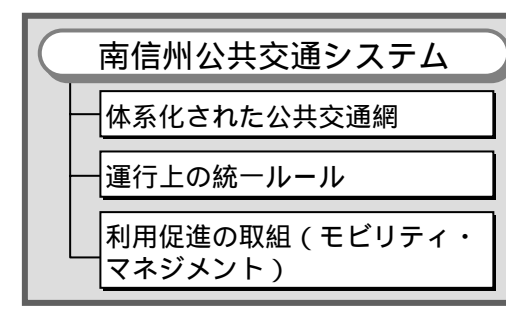 南信州公共交通システム
体系化された公共交通網
運行上の統一ルール
利用促進の取組（モビリティ・
マネジメント）